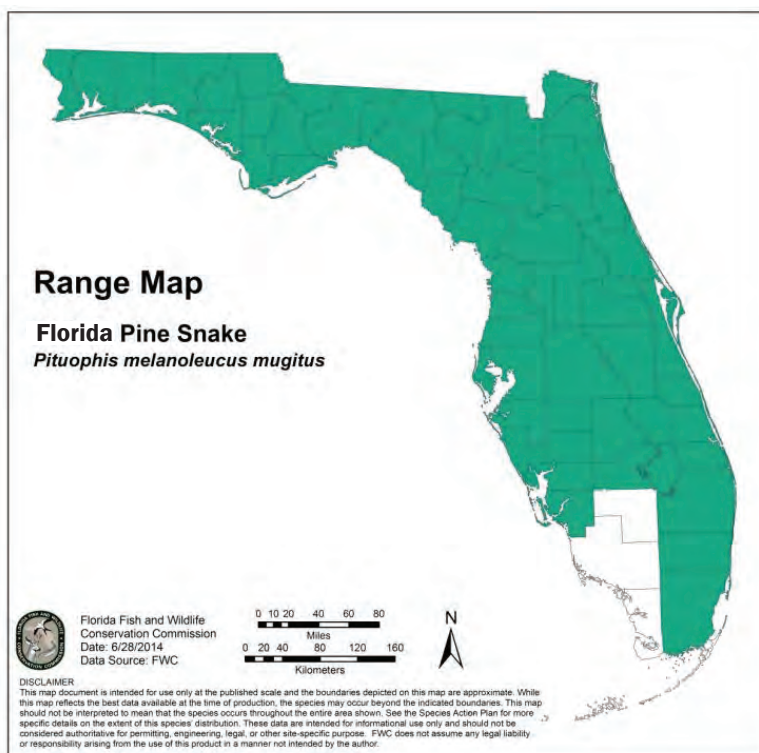 Range Map
Florida Pine Snake
Pituophis melanoleucus mugitus
Florida Fish and Wildlife
Conservation Commission
Date: 6/28/2014
Data Source: FWC
0 10 20 40 60 80
Miles
0 20 40 80 120 160
Kilometers
N
DISCLAIMER
This map document is intended for use only at the published scale and the boundaries depicted on this map are approximate. While
this map reflects the best data available at the time of production, the species may occur beyond the indicated boundaries. This map
should not be interpreted to mean that the species occurs throughout the entire area shown. See the Species Action Plan for more
specific details on the extent of this species' distribution. These data are intended for informational use only and should not be
considered authoritative for permitting, engineering, legal, or other site-specific purpose. FWC does not assume any legal liability
or responsibility arising from the use of this product in a manner not intended by the author.